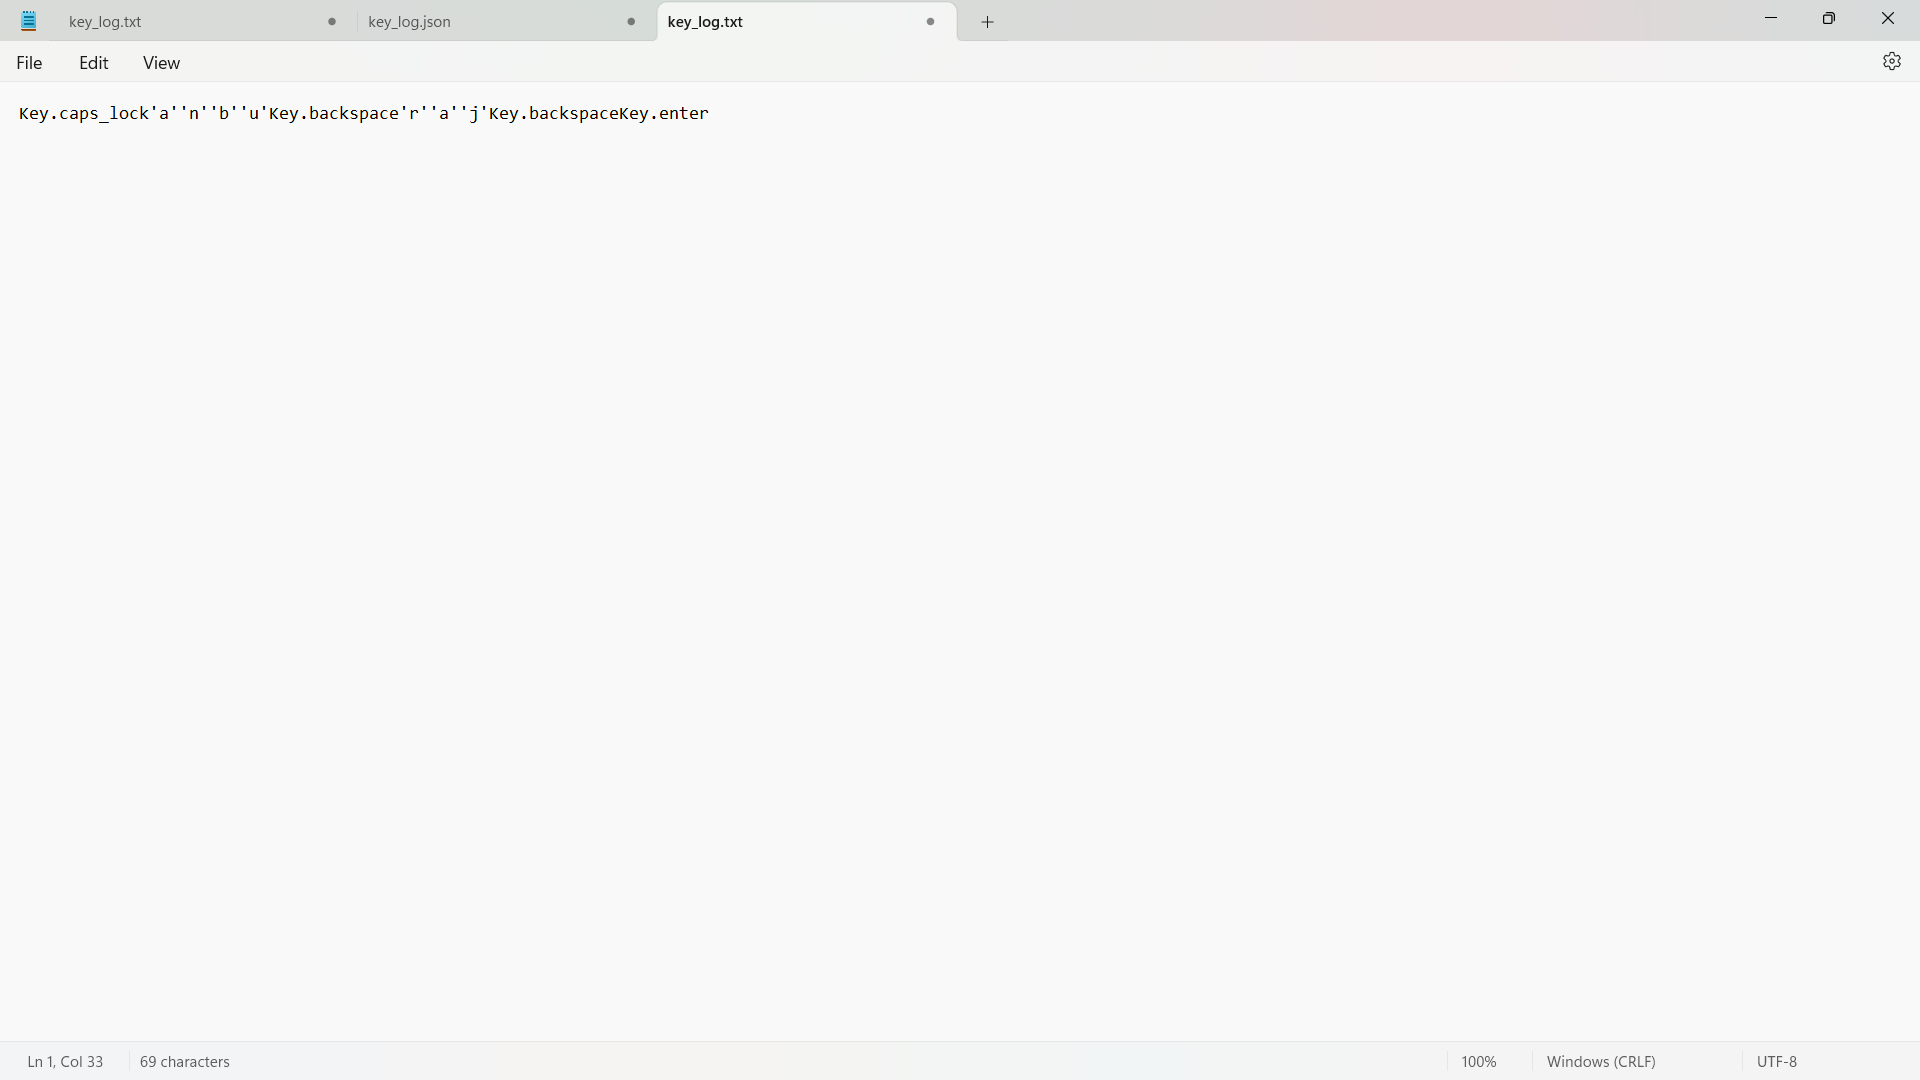 key_log.txt key_log.json key_log.txt
File Edit View
Key.caps_lock'a''n''b''u'Key.backspace'r''a''j'Key.backspaceKey.enter
Ln 1, Col 33 69 characters 100% Windows (CRLF) UTF-8